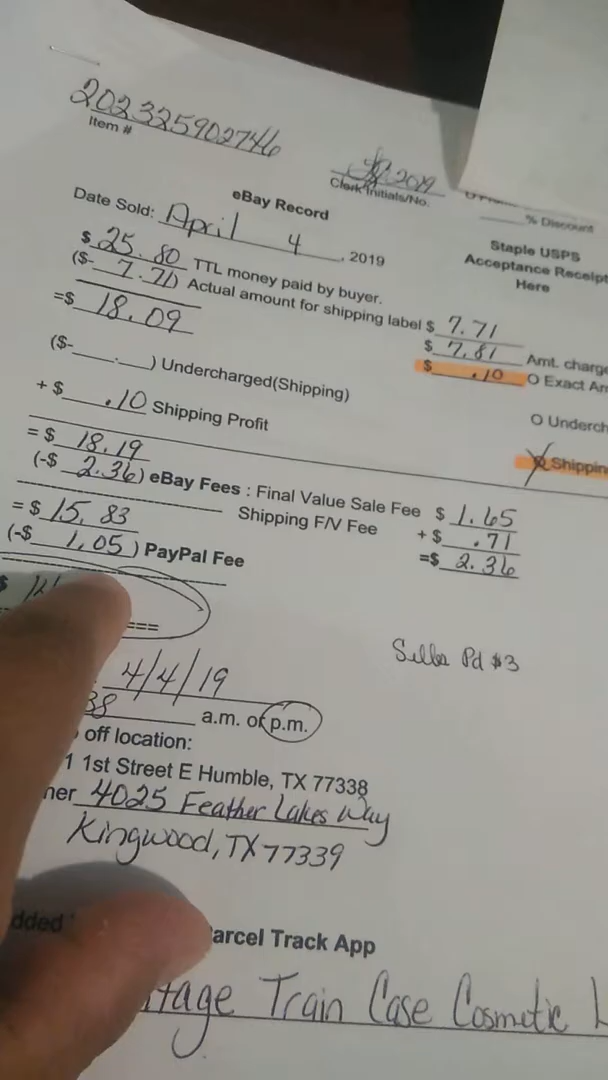 202325902746
Item #
2019
Clerk Initials/No.
% Discount
eBay Record
Date Sold: April 4, 2019
Staple USPS
Acceptance Receipt
Here
$ 25.80 TTL money paid by buyer.
($- 7.71) Actual amount for shipping label $ 7.71
=$ 18.09
$ 7.81 Amt. charge
$ .10 O Exact Am
($- . ) Undercharged(Shipping)
+ $ .10 Shipping Profit
O Underch
Shippin
= $ 18.19
(-$ 2.36) eBay Fees : Final Value Sale Fee $ 1.65
Shipping F/V Fee + $ .71
=$ 2.36
= $ 15.83
(-$ 1.05) PayPal Fee
$
===
Seller Pd $3
4/4/19
38 a.m. or p.m.
off location:
1 1st Street E Humble, TX 77338
her 4025 Feather Lakes Way
Kingwood, TX 77339
dded
arcel Track App
tage Train Case Cosmetic